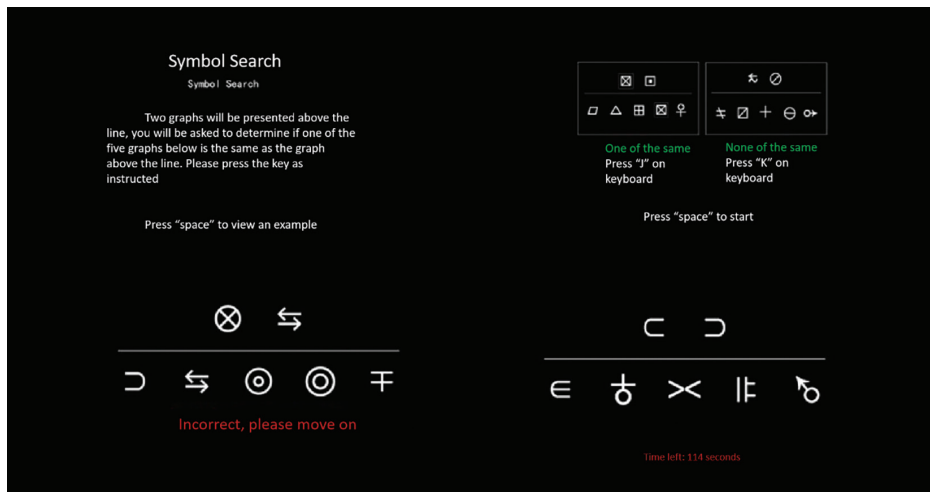 Symbol Search
Symbol Search
Two graphs will be presented above the
line, you will be asked to determine if one of the
five graphs below is the same as the graph
above the line. Please press the key as
instructed
Press “space” to view an example
One of the same
Press “J” on
keyboard
None of the same
Press “K” on
keyboard
Press “space” to start
Incorrect, please move on
Time left: 114 seconds